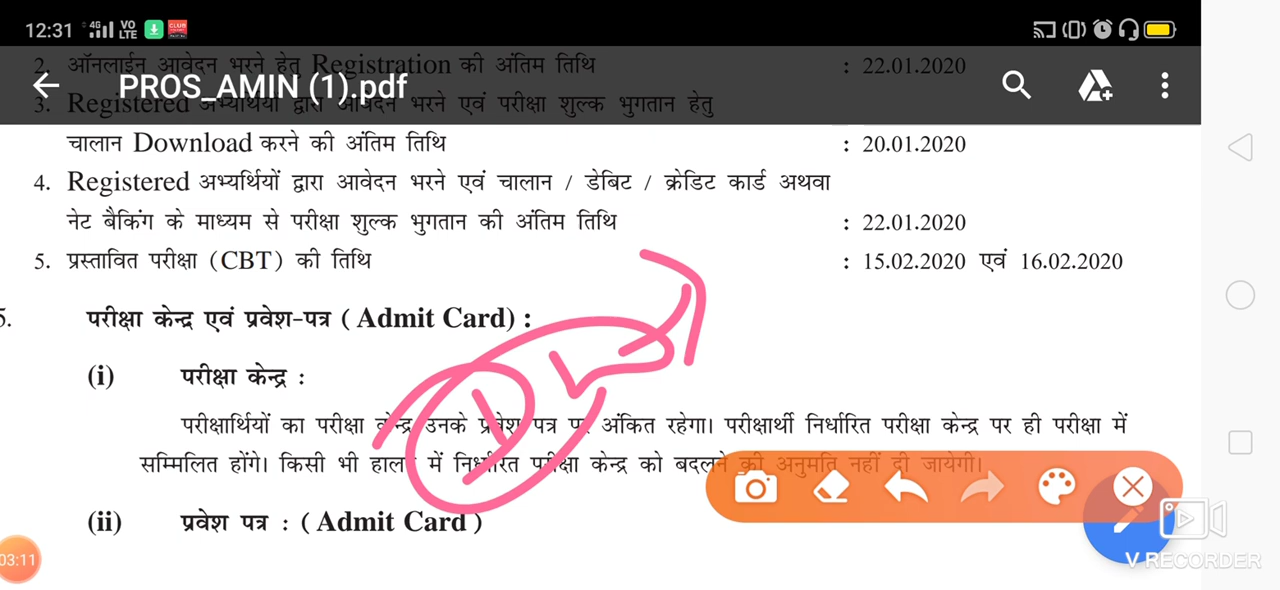 12:31 4G VO LTE
2. ऑनलाईन आवेदन भरने हेतु Registration की अंतिम तिथि : 22.01.2020
PROS_AMIN (1).pdf
3. Registered अभ्यर्थियों द्वारा आवेदन भरने एवं परीक्षा शुल्क भुगतान हेतु
चालान Download करने की अंतिम तिथि : 20.01.2020
4. Registered अभ्यर्थियों द्वारा आवेदन भरने एवं चालान / डेबिट / क्रेडिट कार्ड अथवा
नेट बैकिंग के माध्यम से परीक्षा शुल्क भुगतान की अंतिम तिथि : 22.01.2020
5. प्रस्तावित परीक्षा (CBT) की तिथि : 15.02.2020 एवं 16.02.2020
5. परीक्षा केन्द्र एवं प्रवेश-पत्र ( Admit Card) :
(i) परीक्षा केन्द्र :
परीक्षार्थियों का परीक्षा केन्द्र उनके प्रवेश पत्र पर अंकित रहेगा। परीक्षार्थी निर्धारित परीक्षा केन्द्र पर ही परीक्षा में
सम्मिलित होंगे। किसी भी हालत में निर्धारित परीक्षा केन्द्र को बदलने की अनुमति नहीं दी जायेगी।
(ii) प्रवेश पत्र : ( Admit Card )
03:11
V RECORDER